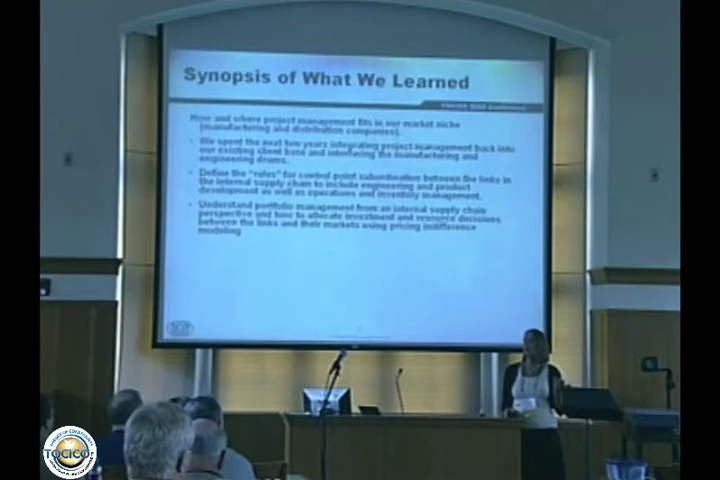 Synopsis of What We Learned
How and where project management fits in our market niche
(manufacturing and distribution companies).
We spent the next two years integrating project management back into
our existing client base and interfacing the manufacturing and
engineering drums.
Define the "rules" for control point subordination between the links in
the internal supply chain to include engineering and product
development as well as operations and inventory management.
Understand portfolio management from an internal supply chain
perspective and how to allocate investment and resource decisions
between the links and their markets using pricing indifference
modeling
TOCICO